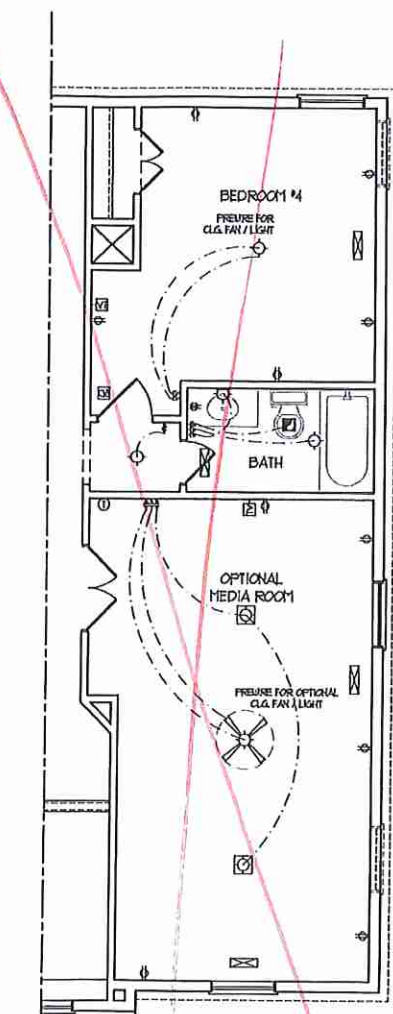 BEDROOM #4
PREWIRE FOR
CLG. FAN / LIGHT
BATH
OPTIONAL
MEDIA ROOM
PREWIRE FOR OPTIONAL
CLG. FAN / LIGHT